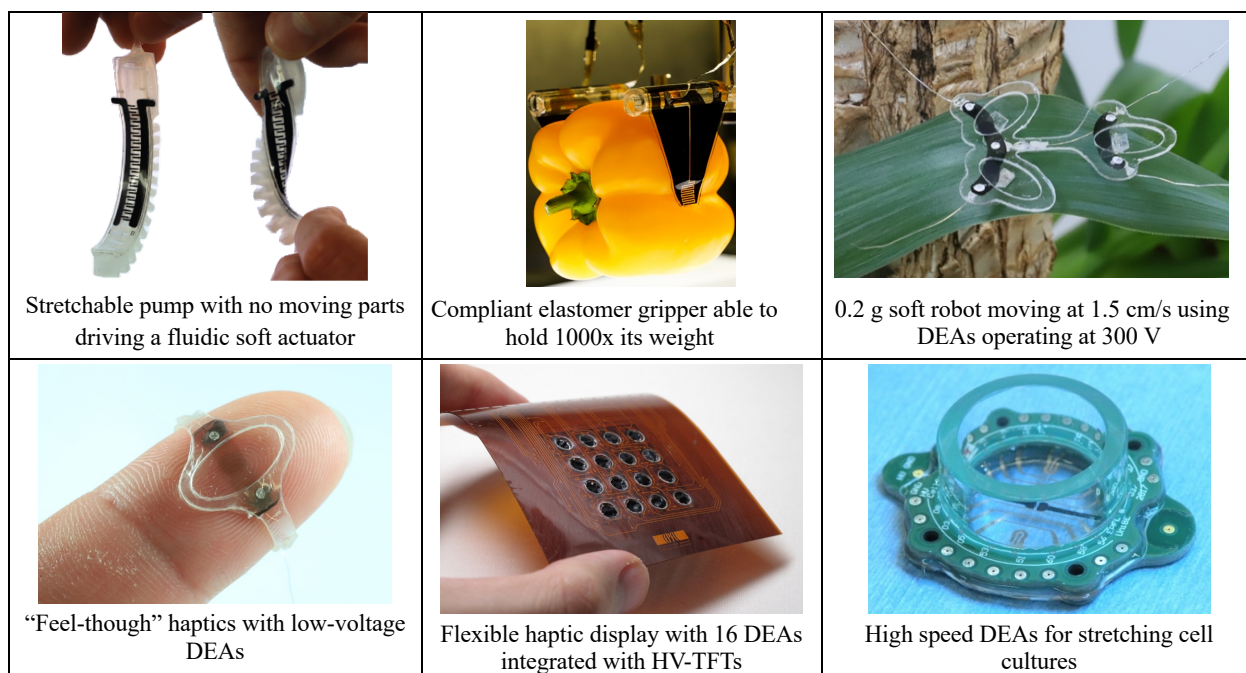 Stretchable pump with no moving parts
driving a fluidic soft actuator
Compliant elastomer gripper able to
hold 1000x its weight
0.2 g soft robot moving at 1.5 cm/s using
DEAs operating at 300 V
“Feel-though” haptics with low-voltage
DEAs
Flexible haptic display with 16 DEAs
integrated with HV-TFTs
High speed DEAs for stretching cell
cultures